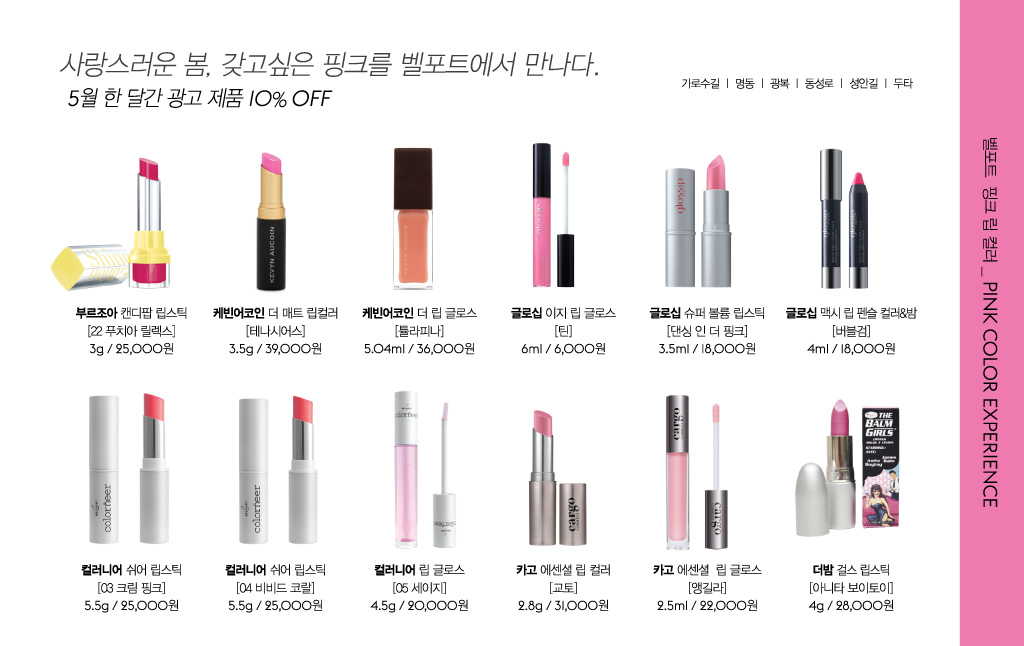 사랑스러운 봄, 갖고싶은 핑크를 벨포트에서 만나다.
5월 한 달간 광고 제품 10% OFF
가로수길 | 명동 | 광복 | 동성로 | 성안길 | 두타
벨포트 핑크 립 컬러 _ PINK COLOR EXPERIENCE
KEVYN AUCOIN
KEVYN AUCOIN
glossip
부르조아 캔디팝 립스틱
[22 푸치아 릴렉스]
3g / 25,000원
케빈어코인 더 매트 립컬러
[테나시어스]
3.5g / 39,000원
케빈어코인 더 립 글로스
[튤라피나]
5.04ml / 36,000원
글로십 이지 립 글로스
[틴]
6ml / 6,000원
글로십 슈퍼 볼륨 립스틱
[댄싱 인 더 핑크]
3.5ml / 18,000원
글로십 맥시 립 펜슬 컬러&밤
[버블검]
4ml / 18,000원
colorneer
colorneer
colorneer
cargo
cargo
cargo
THE
BALM
GIRLS
컬러니어 쉬어 립스틱
[03 크림 핑크]
5.5g / 25,000원
컬러니어 쉬어 립스틱
[04 비비드 코랄]
5.5g / 25,000원
컬러니어 립 글로스
[05 세이지]
4.5g / 20,000원
카고 에센셜 립 컬러
[교토]
2.8g / 31,000원
카고 에센셜 립 글로스
[앵길라]
2.5ml / 22,000원
더밤 걸스 립스틱
[아니타 보이토이]
4g / 28,000원